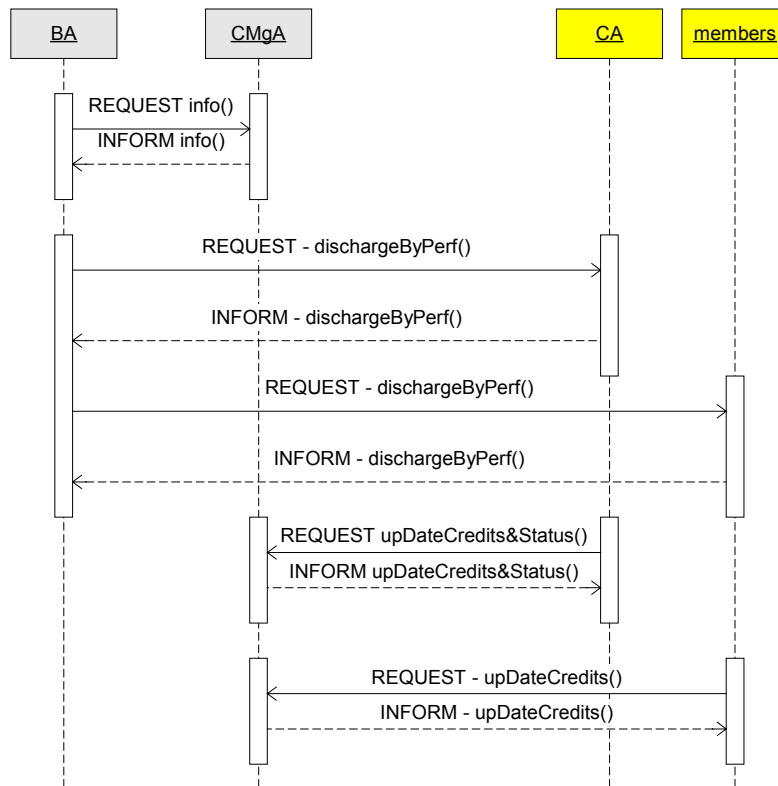 BA
CMgA
CA
members
REQUEST info()
INFORM info()
REQUEST - dischargeByPerf()
INFORM - dischargeByPerf()
REQUEST - dischargeByPerf()
INFORM - dischargeByPerf()
REQUEST upDateCredits&Status()
INFORM upDateCredits&Status()
REQUEST - upDateCredits()
INFORM - upDateCredits()